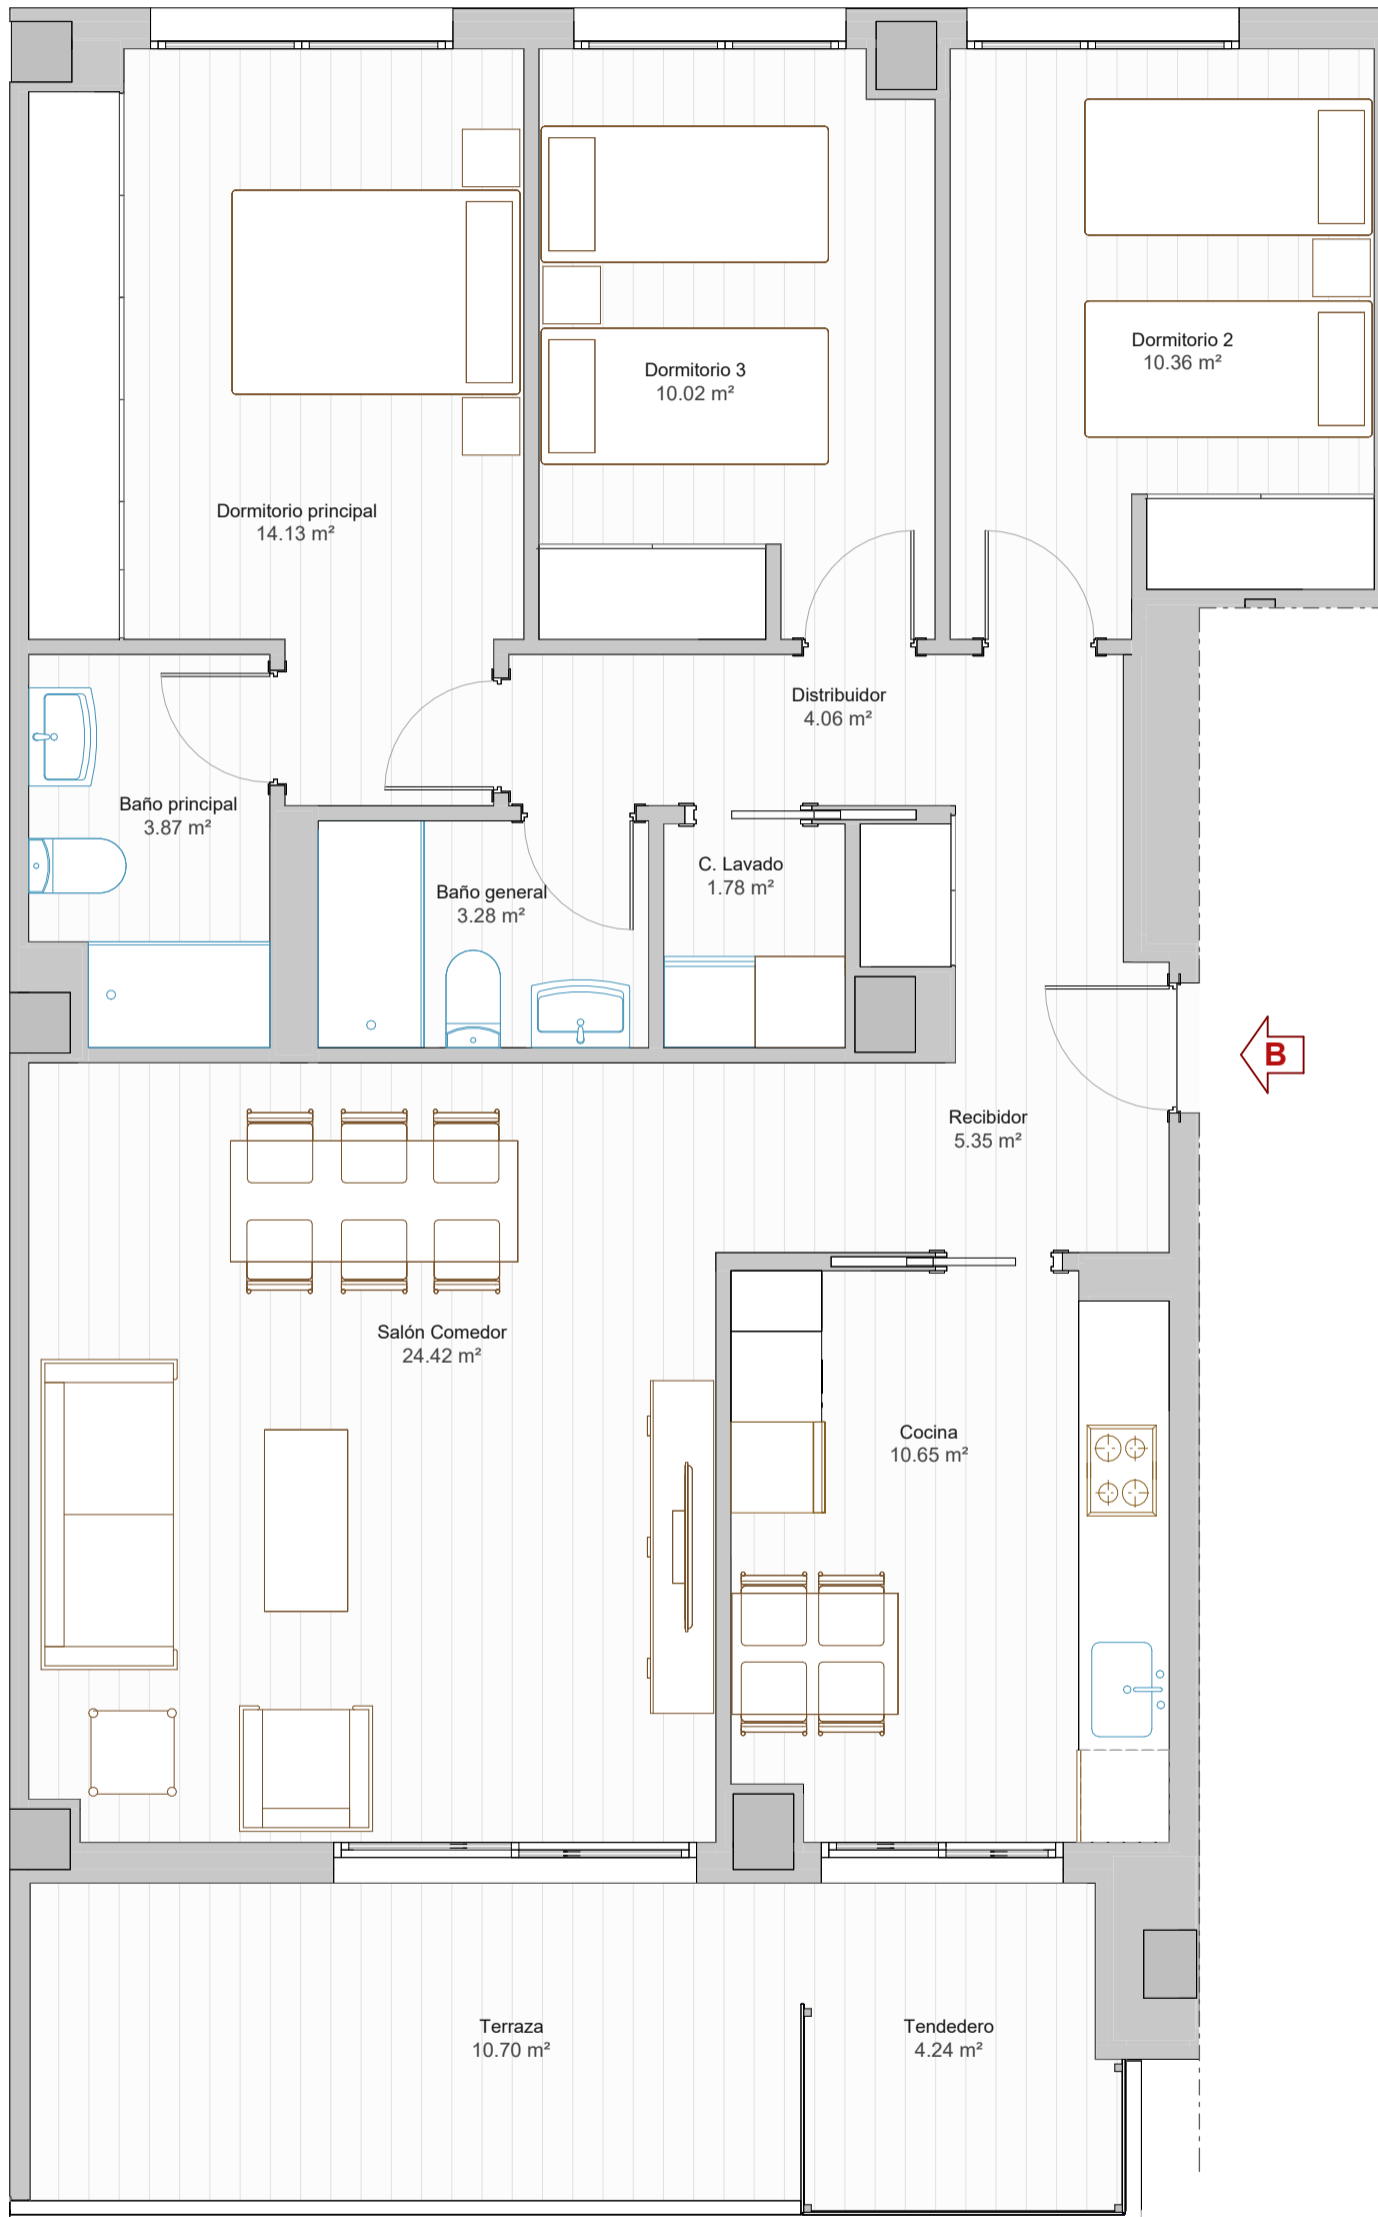 Dormitorio 2
10.36 m²
Dormitorio 3
10.02 m²
Dormitorio principal
14.13 m²
Distribuidor
4.06 m²
Baño principal
3.87 m²
C. Lavado
1.78 m²
Baño general
3.28 m²
B
Recibidor
5.35 m²
Salón Comedor
24.42 m²
Cocina
10.65 m²
Terraza
10.70 m²
Tendedero
4.24 m²